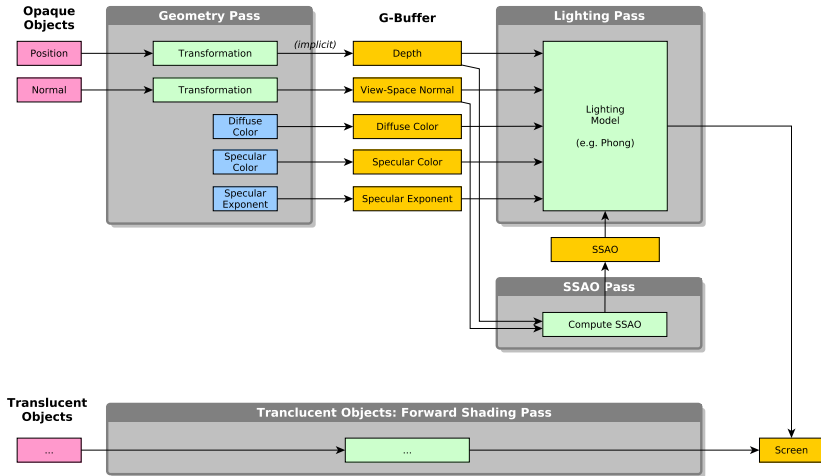 Opaque
Objects
Geometry Pass
G-Buffer
Lighting Pass
Position
Transformation
(implicit)
Depth
Normal
Transformation
View-Space Normal
Diffuse
Color
Diffuse Color
Specular
Color
Specular Color
Specular
Exponent
Specular Exponent
Lighting
Model
(e.g. Phong)
SSAO
SSAO Pass
Compute SSAO
Translucent
Objects
Tranclucent Objects: Forward Shading Pass
...
...
Screen